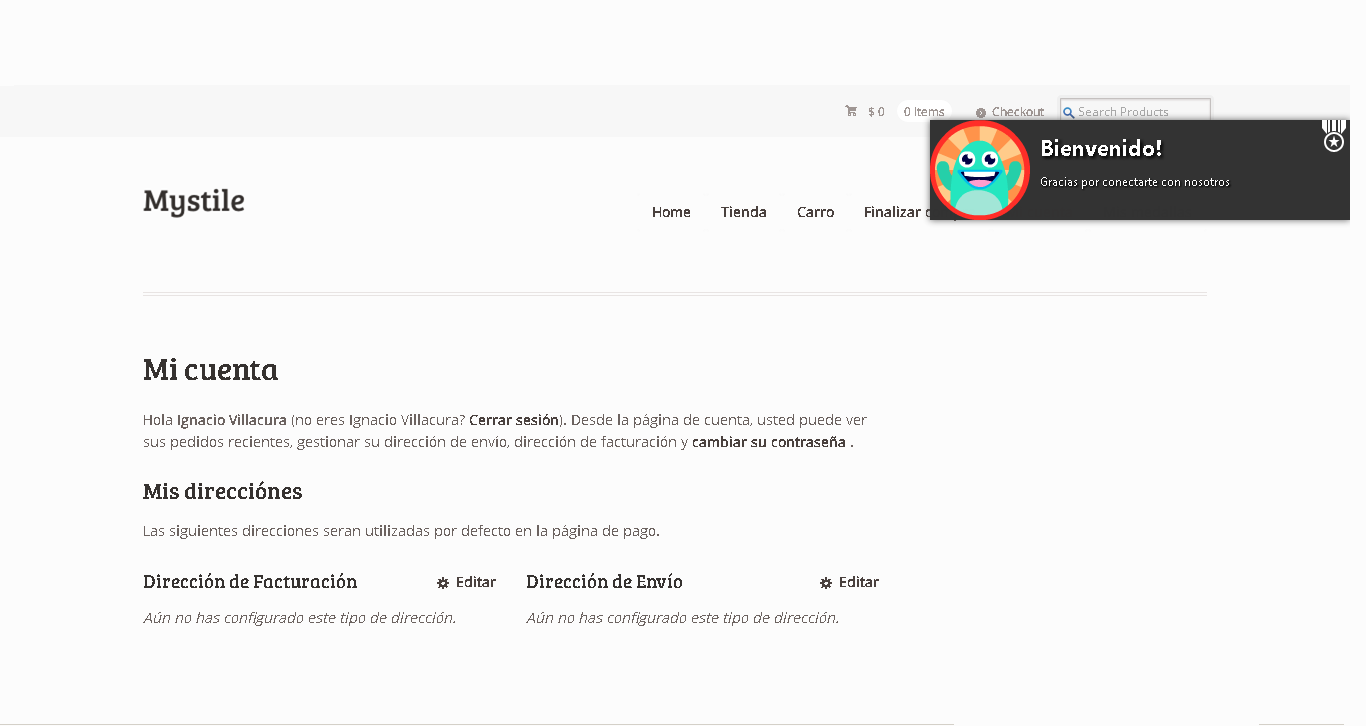 $ 0 0 Items Checkout Search Products
Bienvenido!
Gracias por conectarte con nosotros
Mystile
Home Tienda Carro Finalizar
Mi cuenta
Hola Ignacio Villacura (no eres Ignacio Villacura? Cerrar sesión). Desde la página de cuenta, usted puede ver
sus pedidos recientes, gestionar su dirección de envío, dirección de facturación y cambiar su contraseña .
Mis direcciónes
Las siguientes direcciones seran utilizadas por defecto en la página de pago.
Dirección de Facturación Editar Dirección de Envío Editar
Aún no has configurado este tipo de dirección. Aún no has configurado este tipo de dirección.